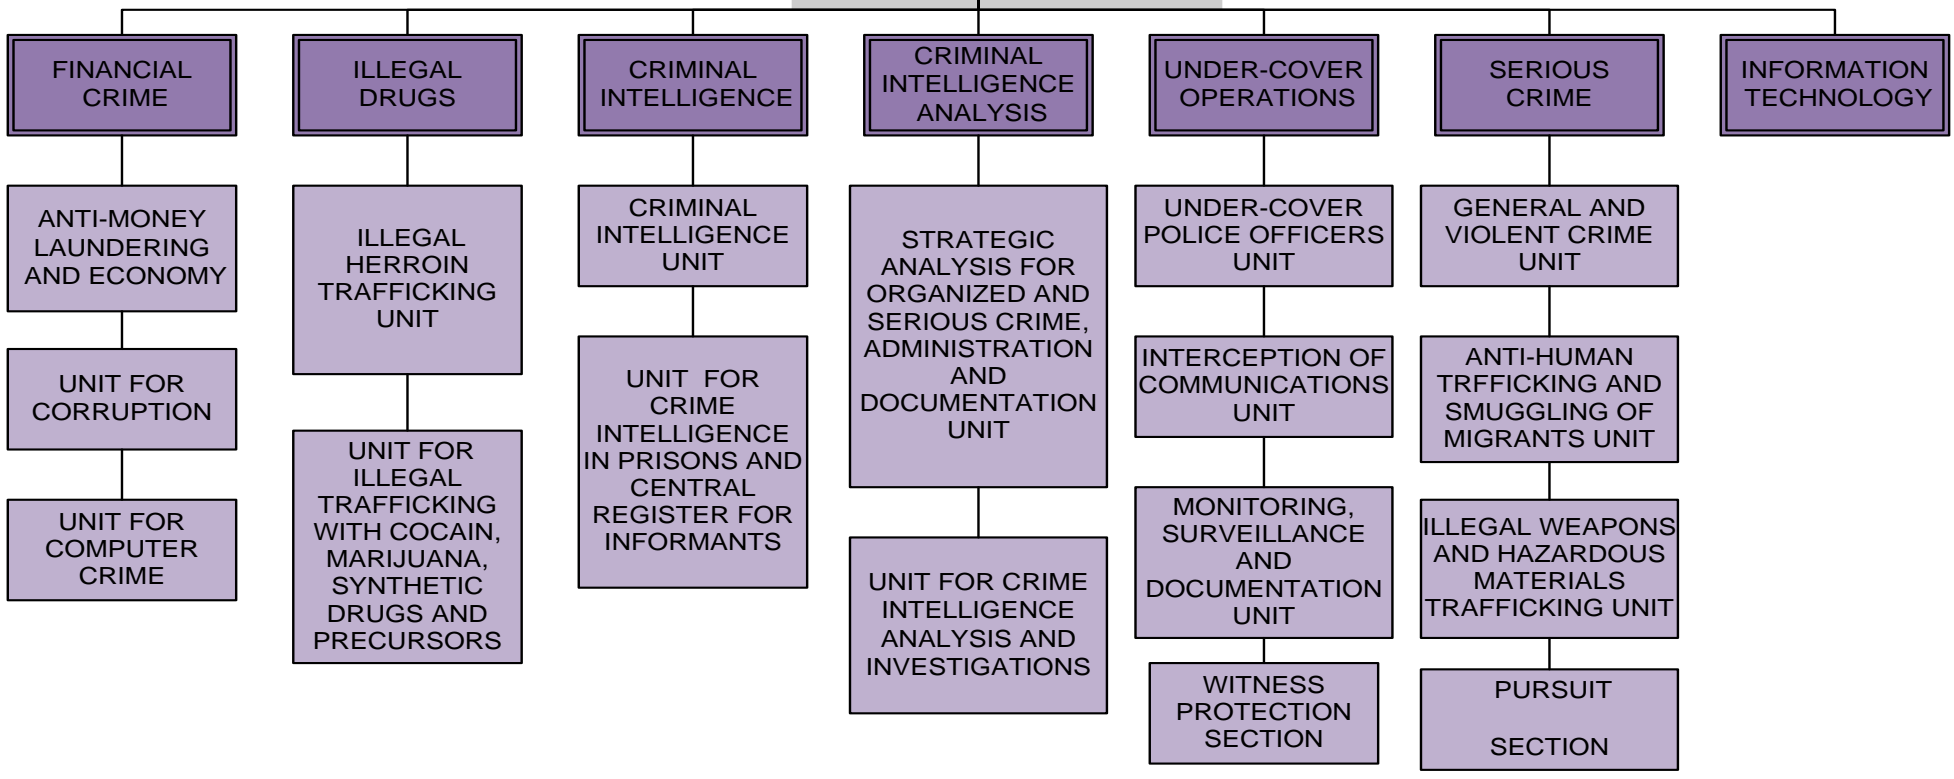 FINANCIAL
CRIME
ILLEGAL
DRUGS
CRIMINAL
INTELLIGENCE
CRIMINAL
INTELLIGENCE
ANALYSIS
UNDER-COVER
OPERATIONS
SERIOUS
CRIME
INFORMATION
TECHNOLOGY
ANTI-MONEY
LAUNDERING
AND ECONOMY
UNIT FOR
CORRUPTION
UNIT FOR
COMPUTER
CRIME
ILLEGAL
HERROIN
TRAFFICKING
UNIT
UNIT FOR
ILLEGAL
TRAFFICKING
WITH COCAIN,
MARIJUANA,
SYNTHETIC
DRUGS AND
PRECURSORS
CRIMINAL
INTELLIGENCE
UNIT
UNIT FOR
CRIME
INTELLIGENCE
IN PRISONS AND
CENTRAL
REGISTER FOR
INFORMANTS
STRATEGIC
ANALYSIS FOR
ORGANIZED AND
SERIOUS CRIME,
ADMINISTRATION
AND
DOCUMENTATION
UNIT
UNIT FOR CRIME
INTELLIGENCE
ANALYSIS AND
INVESTIGATIONS
UNDER-COVER
POLICE OFFICERS
UNIT
INTERCEPTION OF
COMMUNICATIONS
UNIT
MONITORING,
SURVEILLANCE
AND
DOCUMENTATION
UNIT
WITNESS
PROTECTION
SECTION
GENERAL AND
VIOLENT CRIME
UNIT
ANTI-HUMAN
TRFFICKING AND
SMUGGLING OF
MIGRANTS UNIT
ILLEGAL WEAPONS
AND HAZARDOUS
MATERIALS
TRAFFICKING UNIT
PURSUIT
SECTION